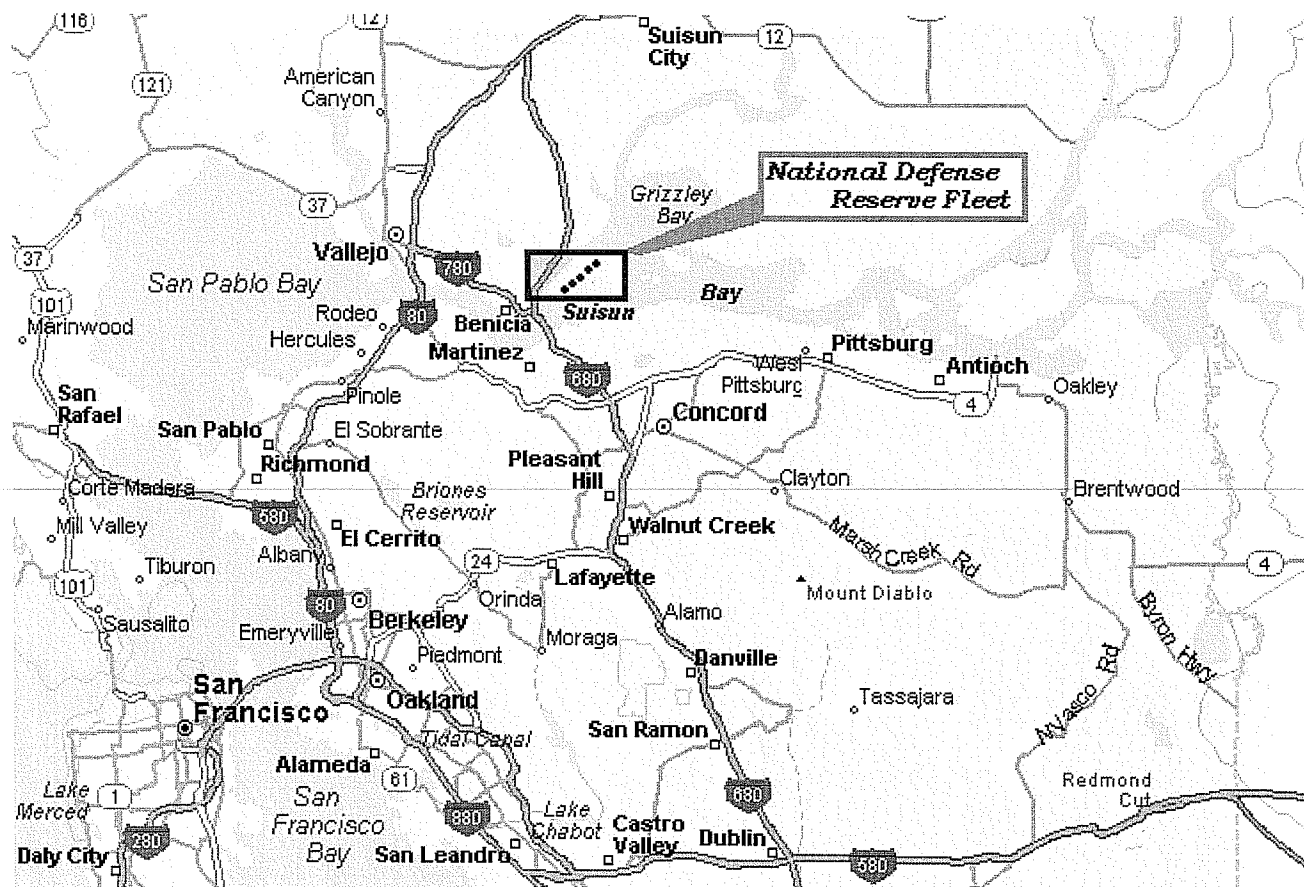 116
12
Suisun
City
12
121
American
Canyon
National Defense
Reserve Fleet
37
Grizzley
Bay
Vallejo
37
780
San Pablo Bay
101
Bay
Suisun
Rodeo
80
Benicia
Marinwood
Hercules
Martinez
West
Pittsburg
Pittsburg
Antioch
680
Oakley
San
Rafael
Pinole
4
Concord
San Pablo
El Sobrante
Richmond
Pleasant
Hill
Clayton
Corte Madera
Briones
Reservoir
Brentwood
580
Mill Valley
El Cerrito
Walnut Creek
Marsh Creek Rd
Albany
24
4
101
Tiburon
Lafayette
Mount Diablo
80
Orinda
Sausalito
Berkeley
Alamo
Byron Hwy
Emeryville
Moraga
Piedmont
Danville
San
Francisco
Oakland
Tassajara
N Vasco Rd
Tidal Canal
San Ramon
Alameda
61
Redmond
Cut
Lake
Merced
1
San
Francisco
Bay
880
Lake
Chabot
680
280
Castro
Valley
Dublin
Daly City
San Leandro
580